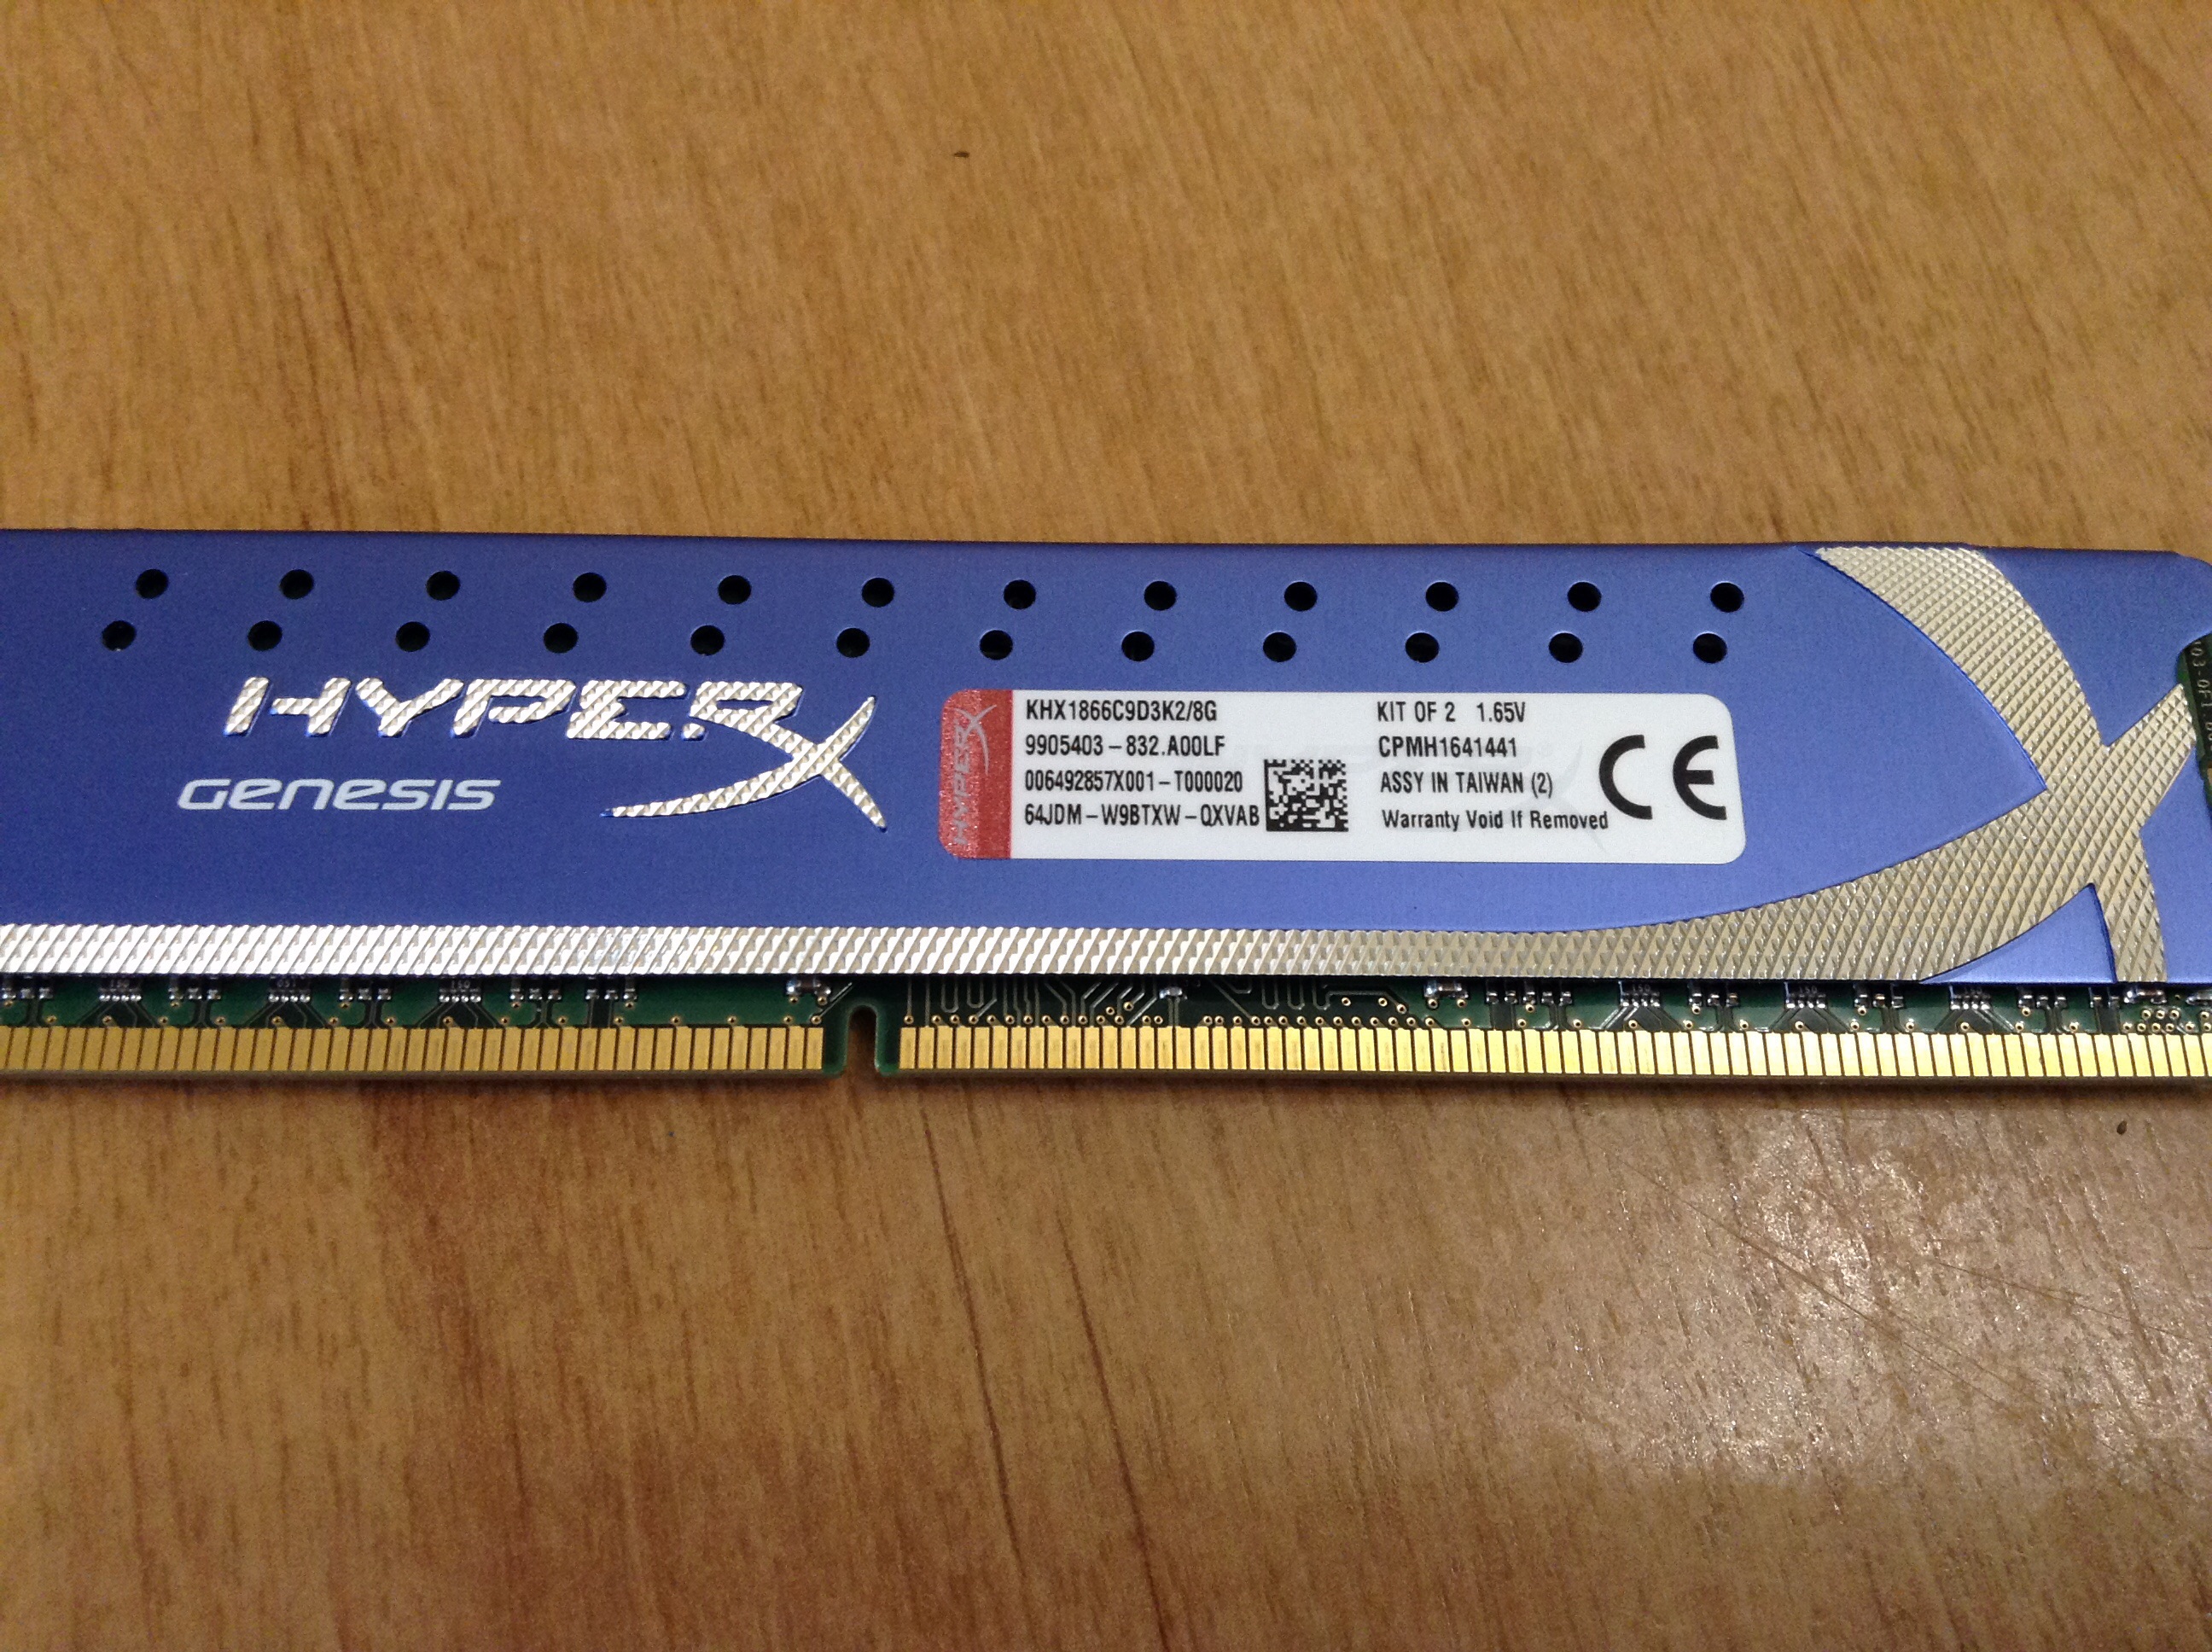 HYPERX
GENESIS
HYPERX
KHX1866C9D3K2/8G
9905403-832.A00LF
006492857X001-T000020
64JDM-W9BTXW-QXVAB
KIT OF 2 1.65V
CPMH1641441
ASSY IN TAIWAN (2)
Warranty Void If Removed
CE